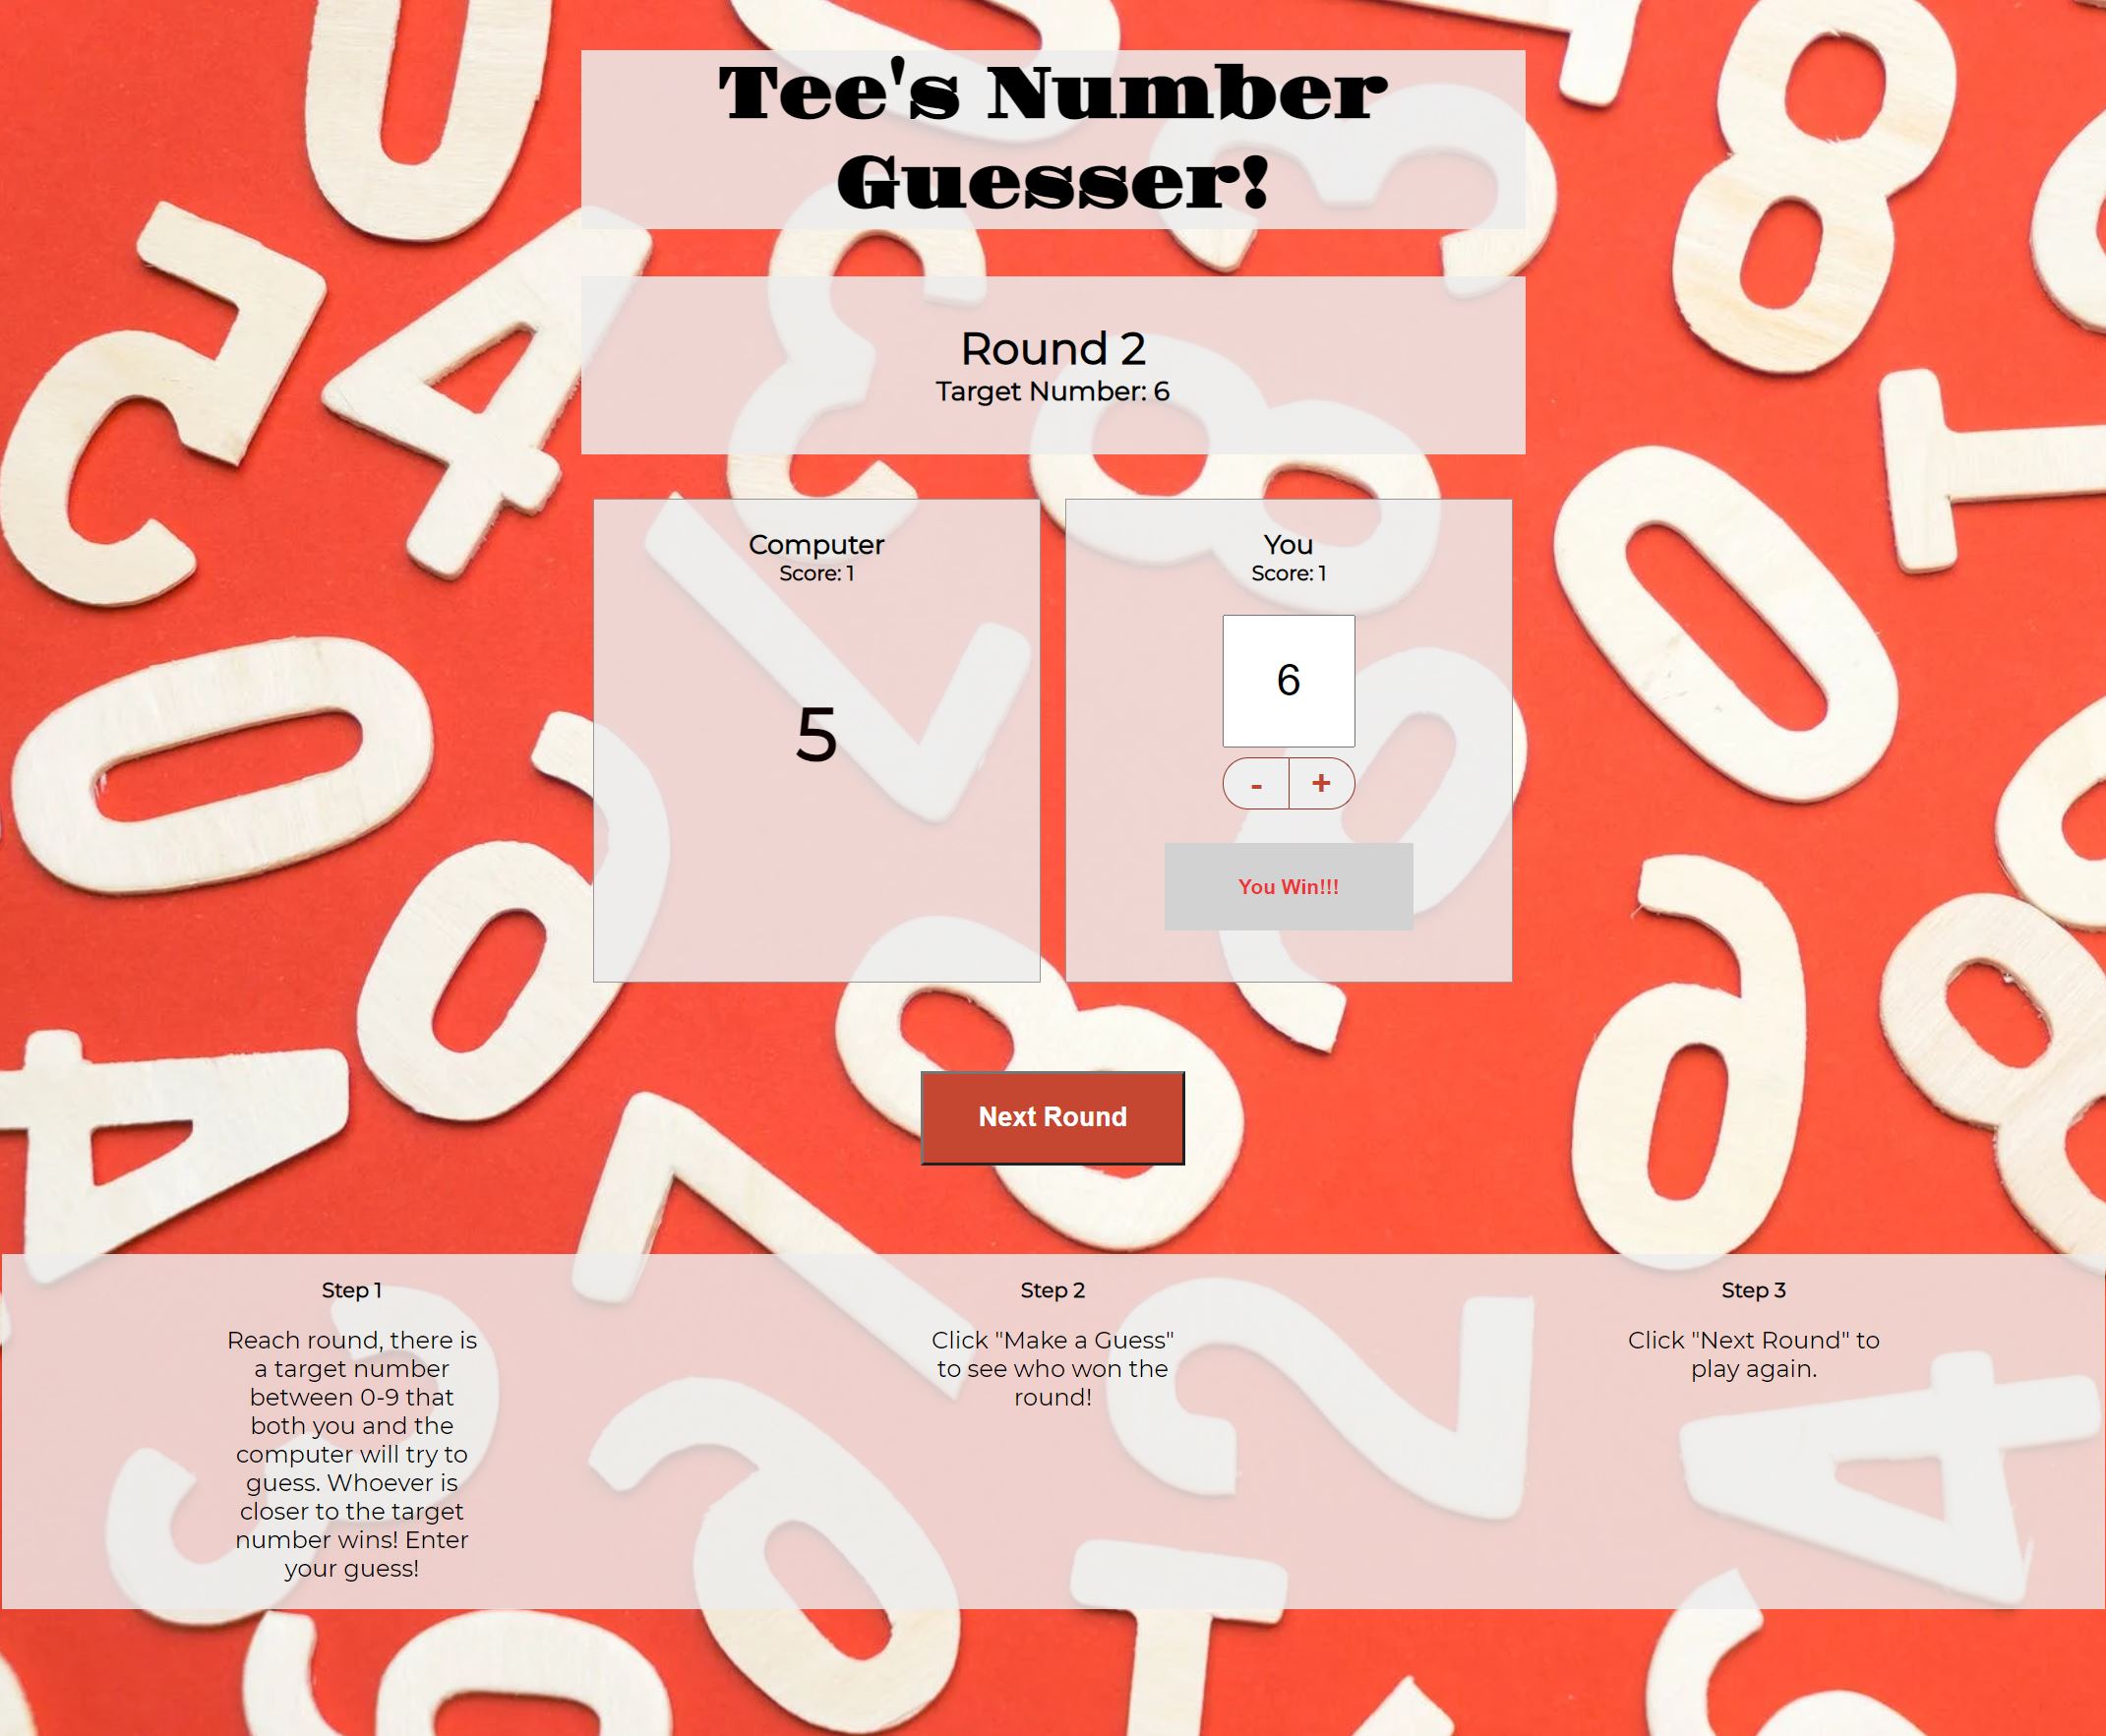 Tee's Number
Guesser!
Round 2
Target Number: 6
Computer
Score: 1
5
You
Score: 1
6
- +
You Win!!!
Next Round
Step 1
Reach round, there is
a target number
between 0-9 that
both you and the
computer will try to
guess. Whoever is
closer to the target
number wins! Enter
your guess!
Step 2
Click "Make a Guess"
to see who won the
round!
Step 3
Click "Next Round" to
play again.